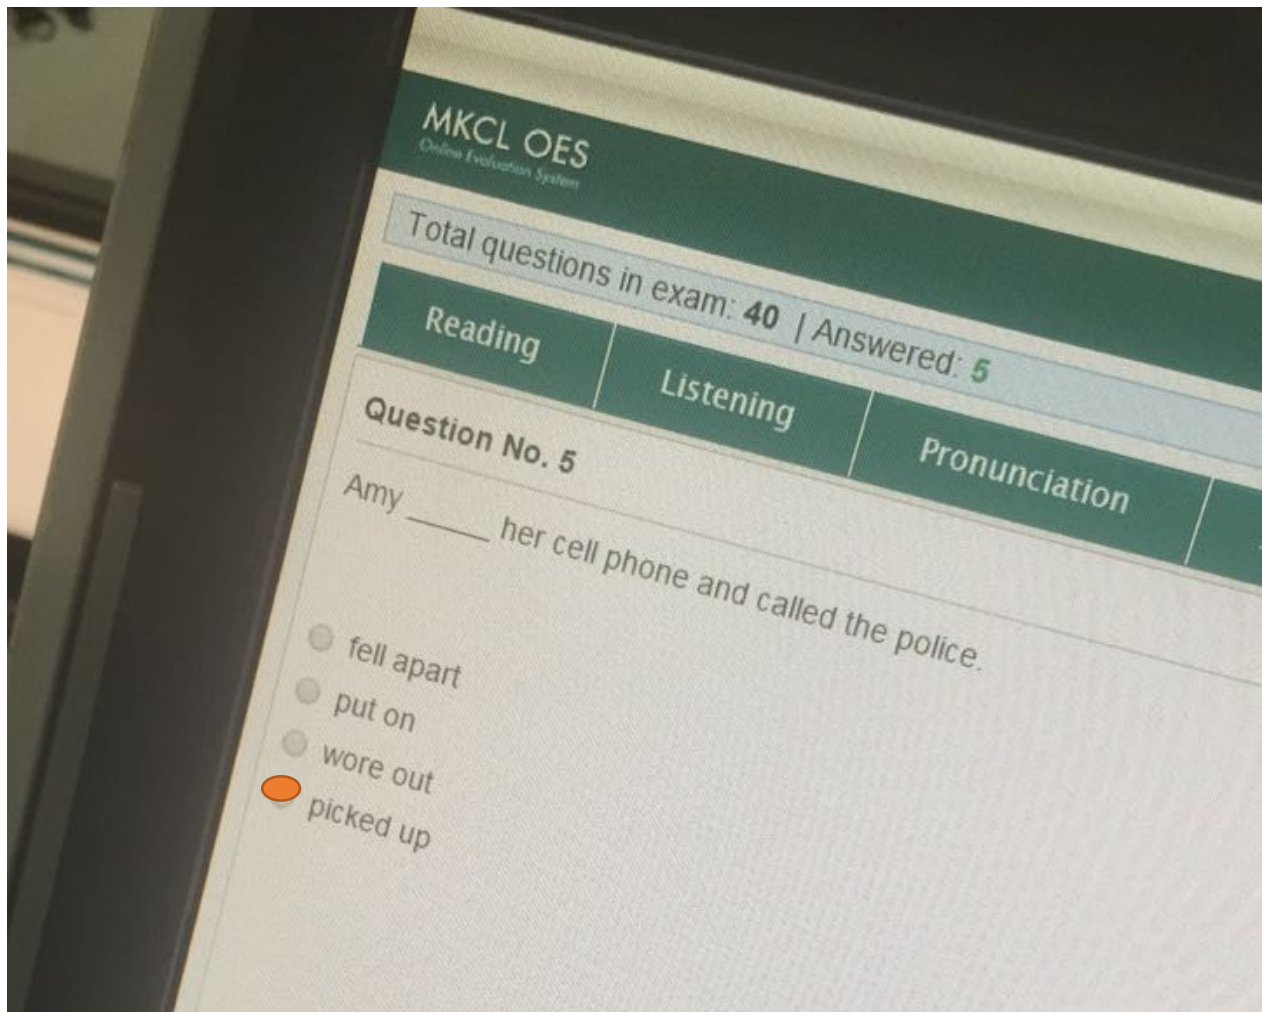 MKCL OES
Online Evaluation System
Total questions in exam: 40 | Answered: 5
Reading
Listening
Pronunciation
Question No. 5
Amy _____ her cell phone and called the police.
fell apart
put on
wore out
picked up